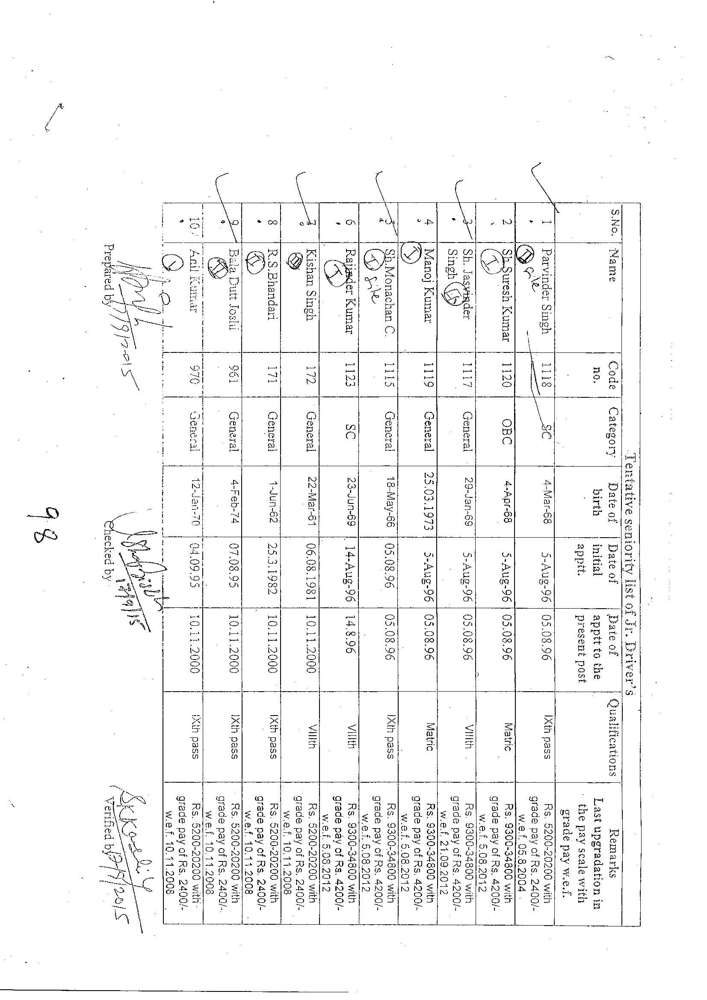 Tentative seniority list of Jr. Driver's
S.No. Name Code no. Category Date of birth Date of initial apptt. Date of apptt to the present post Qualifications Remarks Last upgradation in the pay scale with grade pay w.e.f.
1 Parvinder Singh 1118 SC 4-Mar-68 5-Aug-96 05.08.96 IXth pass Rs. 5200-20200 with grade pay of Rs. 2400/- w.e.f. 05.8.2004
II file
2 Sh.Suresh Kumar 1120 OBC 4-Apr-68 5-Aug-96 05.08.96 Matric Rs. 9300-34800 with grade pay of Rs. 4200/- w.e.f. 5.08.2012
I
3 Sh. Jasvinder Singh 1117 General 29-Jan-69 5-Aug-96 05.08.96 VIIIth Rs. 9300-34800 with grade pay of Rs. 4200/- w.e.f. 21.09.2012
4 Manoj Kumar 1119 General 25.03.1973 5-Aug-96 05.08.96 Matric Rs. 9300-34800 with grade pay of Rs. 4200/- w.e.f. 5.08.2012
I
5 Sh.Monachan C. 1115 General 18-May-66 05.08.96 05.08.96 IXth pass Rs. 9300-34800 with grade pay of Rs. 4200/- w.e.f. 5.08.2012
I file
6 Rajinder Kumar 1123 SC 23-Jun-69 14-Aug-96 14.8.96 VIIIth Rs. 9300-34800 with grade pay of Rs. 4200/- w.e.f. 5.08.2012
I
7 Kishan Singh 172 General 22-Mar-61 06.08.1981 10.11.2000 VIIIth Rs. 5200-20200 with grade pay of Rs. 2400/- w.e.f. 10.11.2008
III
8 R.S.Bhandari 171 General 1-Jun-62 25.3.1982 10.11.2000 IXth pass Rs. 5200-20200 with grade pay of Rs. 2400/- w.e.f. 10.11.2008
II
9 Bala Dutt Joshi 961 General 4-Feb-74 07.08.95 10.11.2000 IXth pass Rs. 5200-20200 with grade pay of Rs. 2400/- w.e.f. 10.11.2008
II
10 Anil Kumar 970 General 12-Jan-70 04.09.95 10.11.2000 IXth pass Rs. 5200-20200 with grade pay of Rs. 2400/- w.e.f. 10.11.2008
I
17/9/2015 17/9/15 17/9/2015
Prepared by Checked by Verified by
98